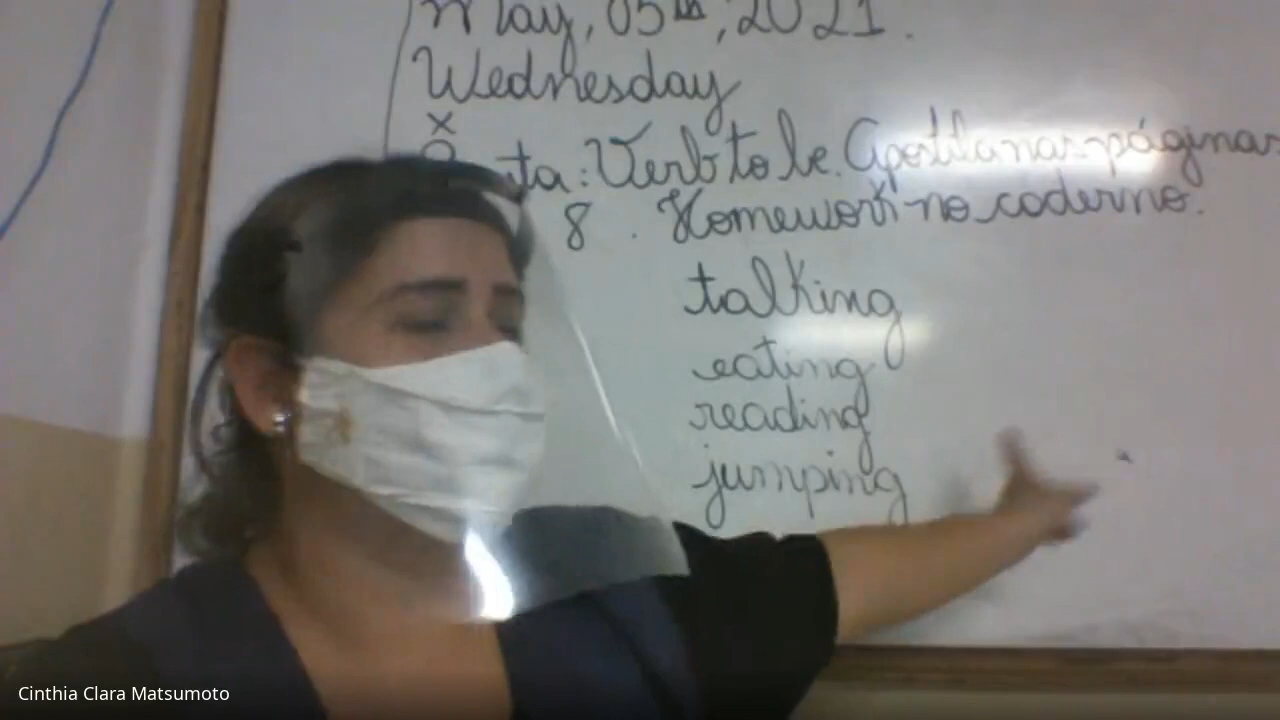 May, 05th, 2021.
Wednesday
x
ta: Verb to be. Apostila nas páginas
8. Homework no caderno.
talking
eating
reading
jumping
Cinthia Clara Matsumoto